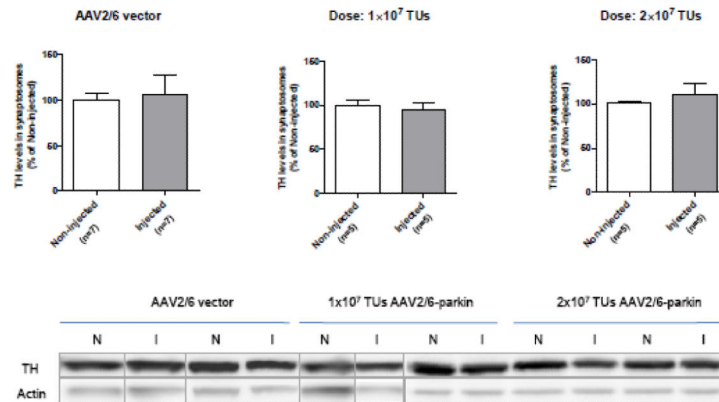 AAV2/6 vector
Dose: 1×10⁷ TUs
Dose: 2×10⁷ TUs
TH levels in synaptosomes
(% of Non-injected)
150
100
50
0
Non-injected
(n=7)
Injected
(n=7)
TH levels in synaptosomes
(% of Non-injected)
150
100
50
0
Non-injected
(n=5)
Injected
(n=5)
TH levels in synaptosomes
(% of Non-injected)
150
100
50
0
Non-injected
(n=5)
Injected
(n=5)
AAV2/6 vector
1x10⁷ TUs AAV2/6-parkin
2x10⁷ TUs AAV2/6-parkin
N I N I N I N I N I N I
TH
Actin